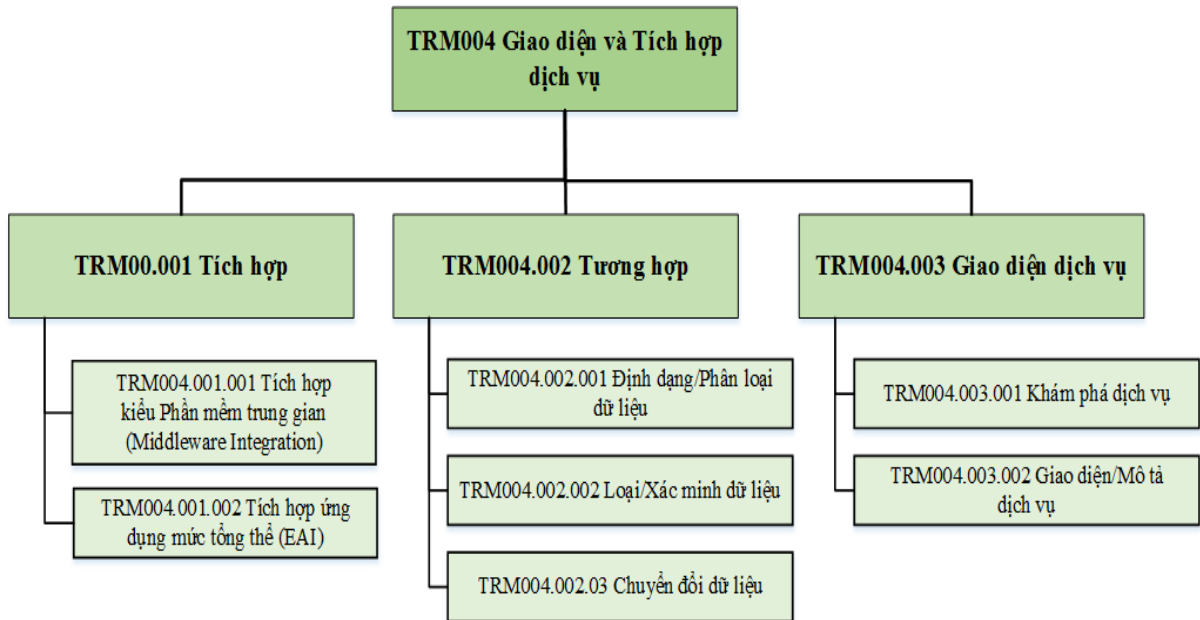 TRM004 Giao diện và Tích hợp
dịch vụ
TRM00.001 Tích hợp
TRM004.001.001 Tích hợp
kiểu Phần mềm trung gian
(Middleware Integration)
TRM004.001.002 Tích hợp ứng
dụng mức tổng thể (EAI)
TRM004.002 Tương hợp
TRM004.002.001 Định dạng/Phân loại
dữ liệu
TRM004.002.002 Loại/Xác minh dữ liệu
TRM004.002.03 Chuyển đổi dữ liệu
TRM004.003 Giao diện dịch vụ
TRM004.003.001 Khám phá dịch vụ
TRM004.003.002 Giao diện/Mô tả
dịch vụ